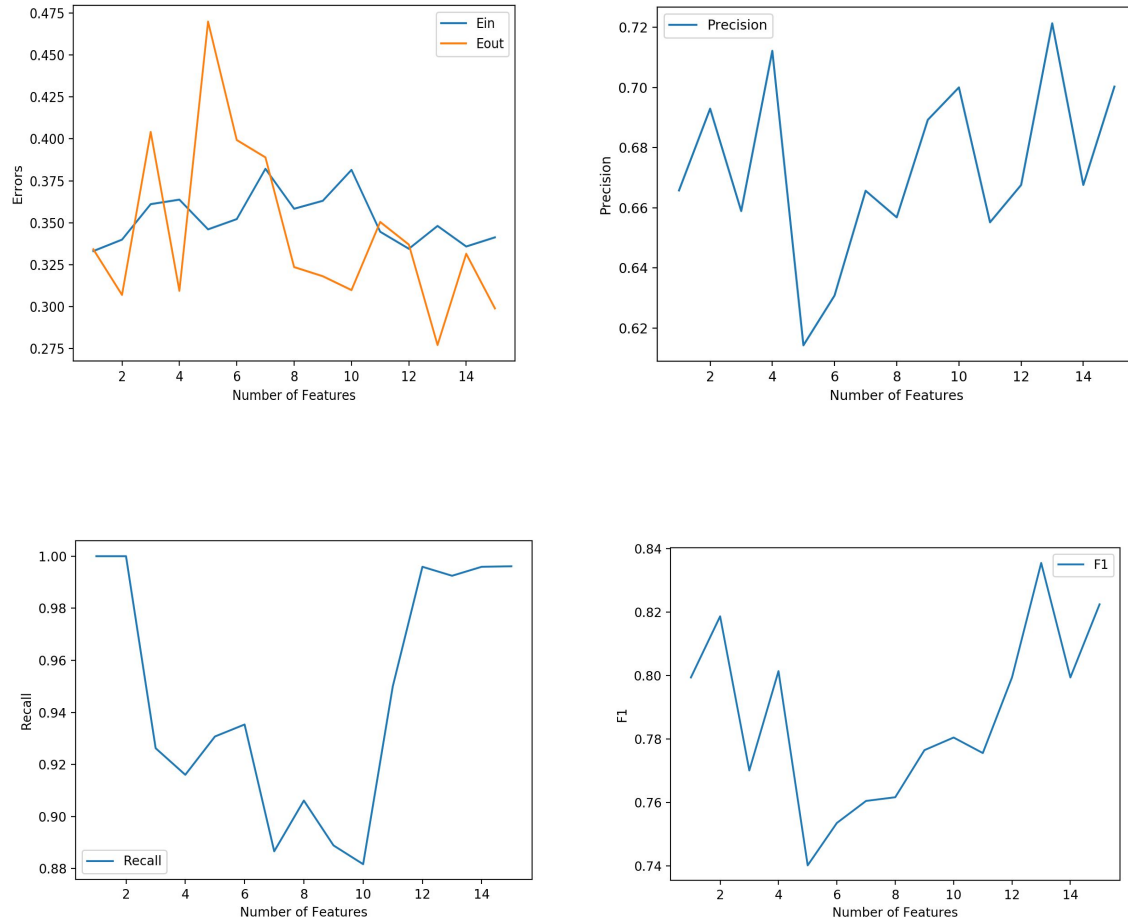 0.475
0.450
0.425
0.400
0.375
0.350
0.325
0.300
0.275
Errors
Ein
Eout
2 4 6 8 10 12 14
Number of Features
0.72
0.70
0.68
0.66
0.64
0.62
Precision
Precision
2 4 6 8 10 12 14
Number of Features
1.00
0.98
0.96
0.94
0.92
0.90
0.88
Recall
Recall
2 4 6 8 10 12 14
Number of Features
0.84
0.82
0.80
0.78
0.76
0.74
F1
F1
2 4 6 8 10 12 14
Number of Features